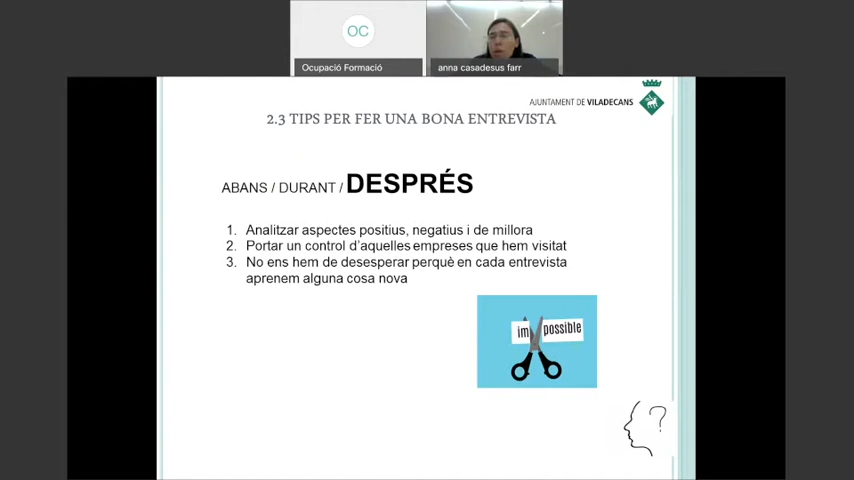 OC
Ocupació Formació
anna casadesus farr
AJUNTAMENT DE VILADECANS
2.3 TIPS PER FER UNA BONA ENTREVISTA
ABANS / DURANT / DESPRÉS
1. Analitzar aspectes positius, negatius i de millora
2. Portar un control d'aquelles empreses que hem visitat
3. No ens hem de desesperar perquè en cada entrevista
aprenem alguna cosa nova
im possible
?